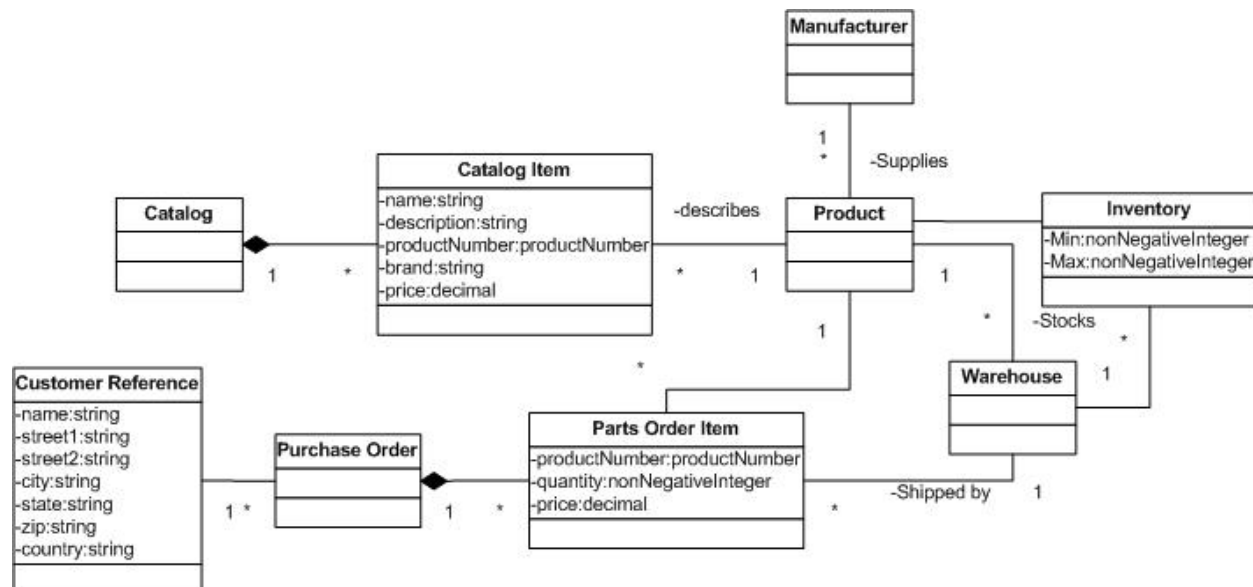 Manufacturer
1
*
-Supplies
Catalog Item
-name:string
-description:string
-productNumber:productNumber
-brand:string
-price:decimal
Catalog
1
*
-describes
*
1
Product
1
1
*
Inventory
-Min:nonNegativeInteger
-Max:nonNegativeInteger
-Stocks
*
1
Warehouse
*
Customer Reference
-name:string
-street1:string
-street2:string
-city:string
-state:string
-zip:string
-country:string
1 *
Purchase Order
1
*
Parts Order Item
-productNumber:productNumber
-quantity:nonNegativeInteger
-price:decimal
-Shipped by
*
1